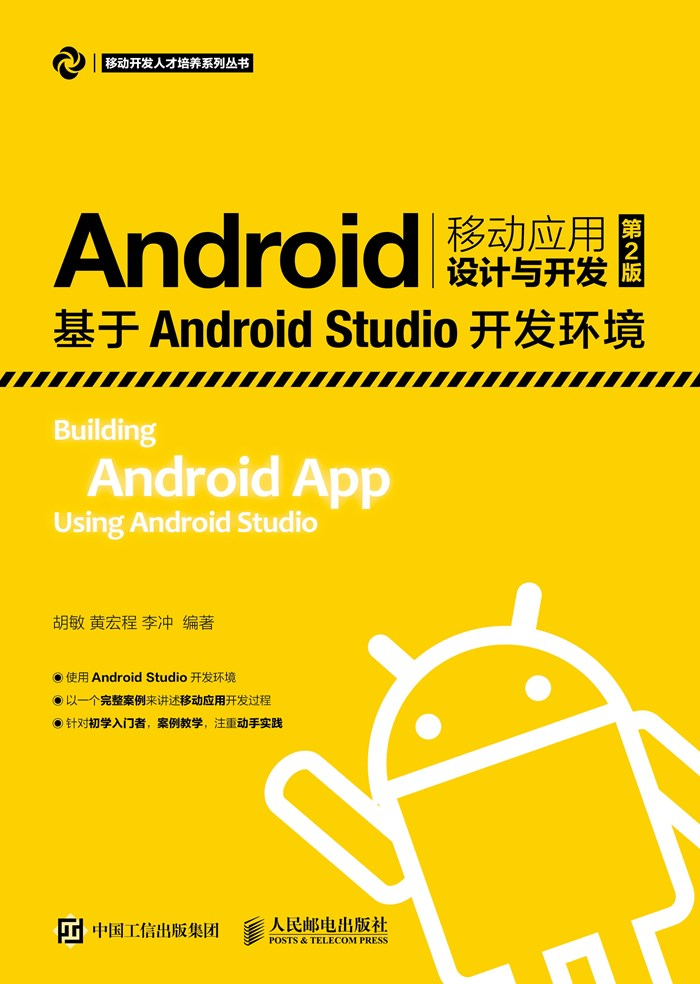 移动开发人才培养系列丛书
Android
移动应用
设计与开发
第2版
基于 Android Studio 开发环境
Building
Android App
Using Android Studio
胡敏 黄宏程 李冲 编著
◉ 使用 Android Studio 开发环境
◉ 以一个完整案例来讲述移动应用开发过程
◉ 针对初学入门者，案例教学，注重动手实践
中国工信出版集团
人民邮电出版社
POSTS & TELECOM PRESS